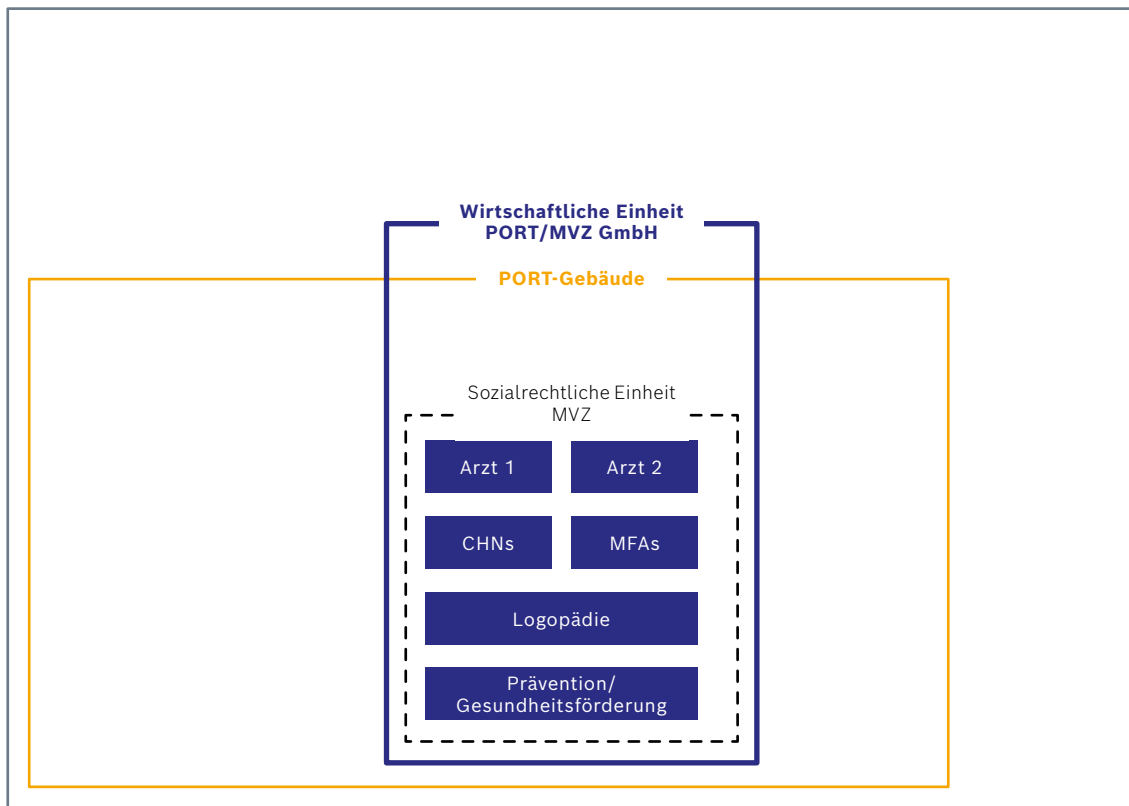 Wirtschaftliche Einheit
PORT/MVZ GmbH
PORT-Gebäude
Sozialrechtliche Einheit
MVZ
Arzt 1
Arzt 2
CHNs
MFAs
Logopädie
Prävention/
Gesundheitsförderung